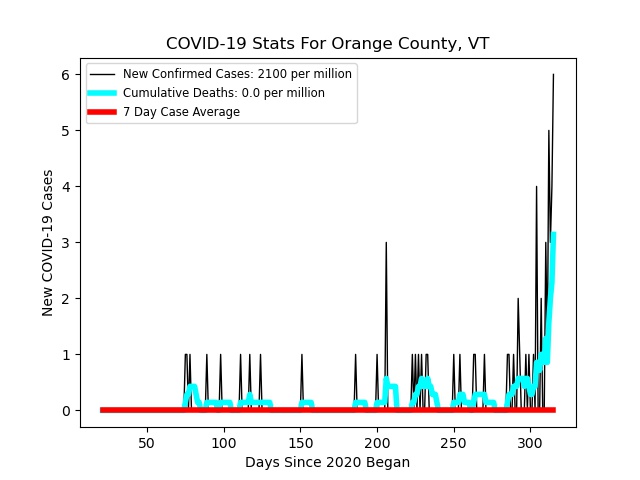 COVID-19 Stats For Orange County, VT
New Confirmed Cases: 2100 per million
Cumulative Deaths: 0.0 per million
7 Day Case Average
New COVID-19 Cases
6
5
4
3
2
1
0
50 100 150 200 250 300
Days Since 2020 Began